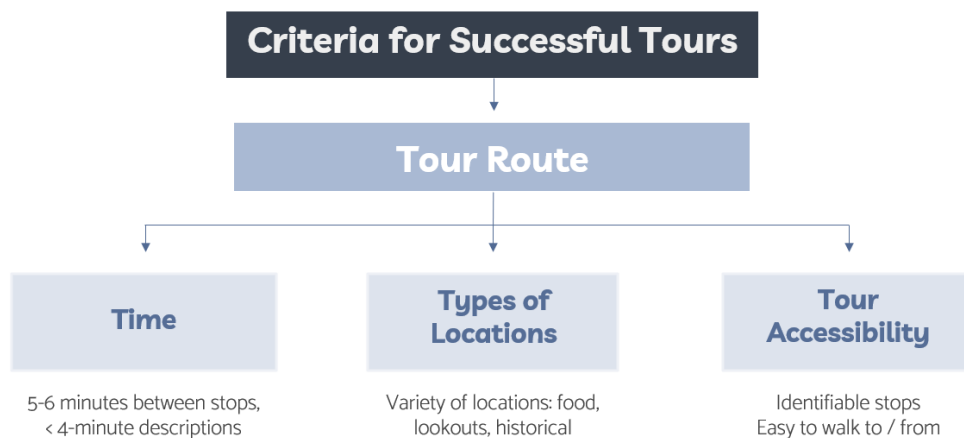 Criteria for Successful Tours
Tour Route
Time
5-6 minutes between stops,
< 4-minute descriptions
Types of
Locations
Variety of locations: food,
lookouts, historical
Tour
Accessibility
Identifiable stops
Easy to walk to / from